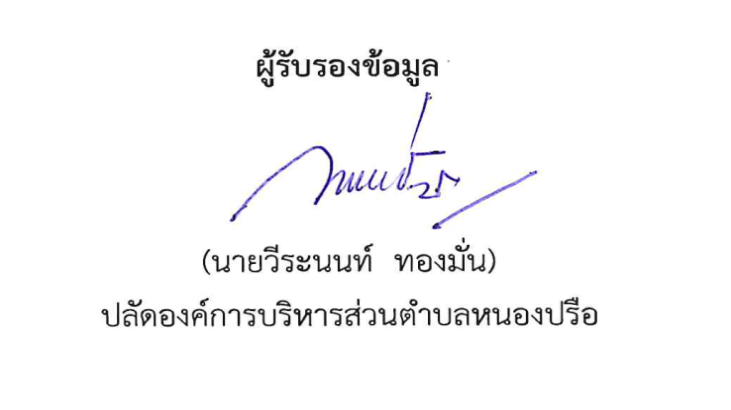 ผู้รับรองข้อมูล
(นายวีระนนท์ ทองมั่น)
ปลัดองค์การบริหารส่วนตำบลหนองปรือ